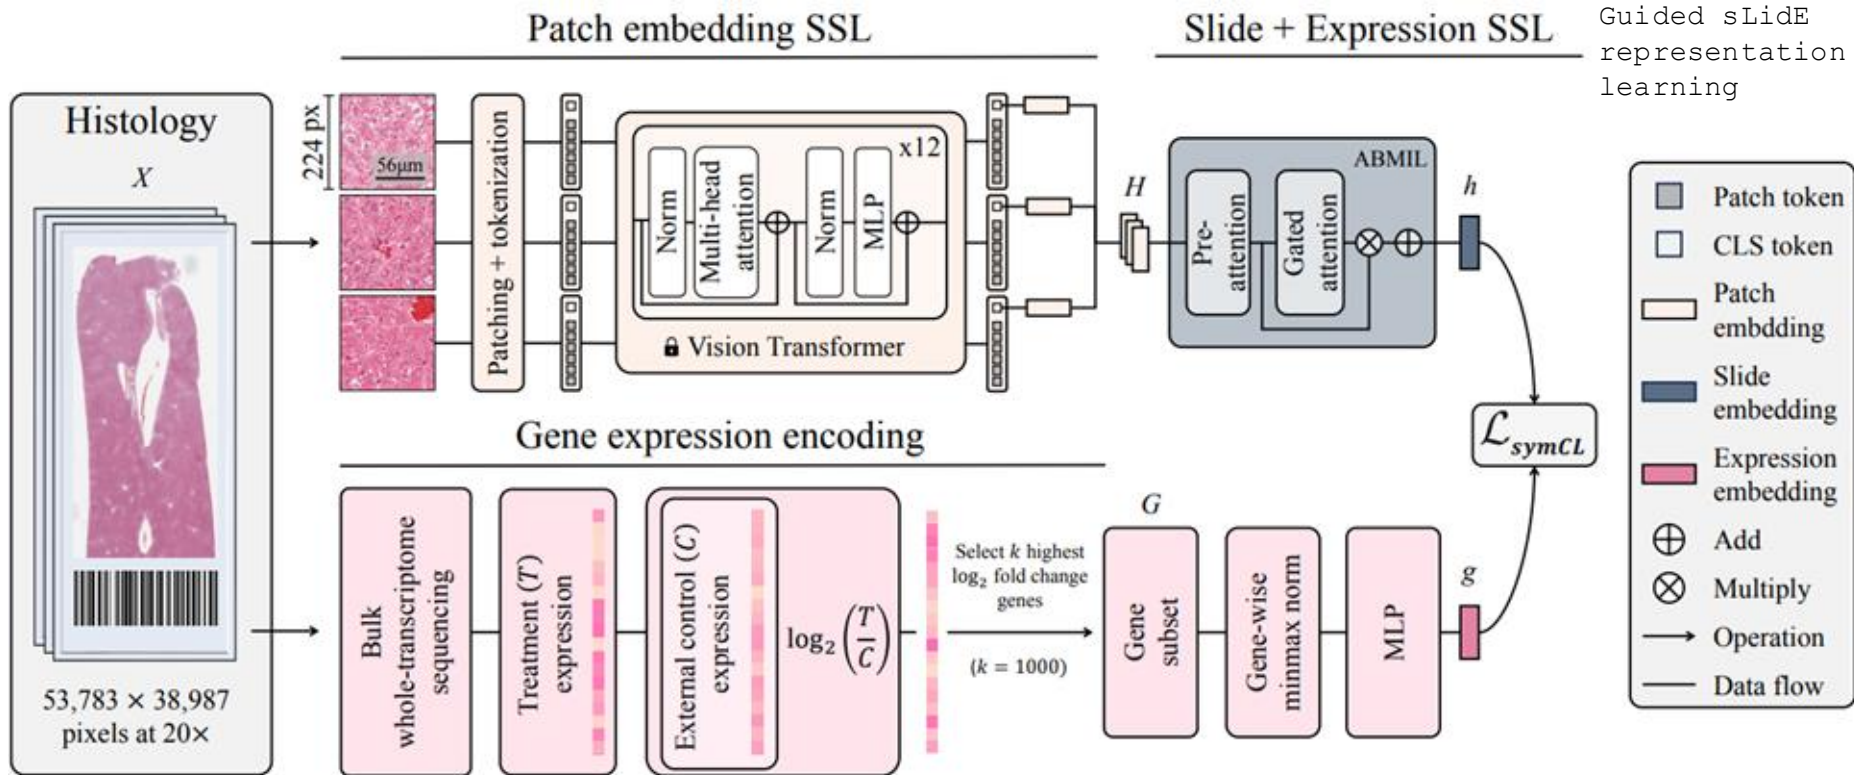 Patch embedding SSL
Slide + Expression SSL
Guided sLidE
representation
learning
Histology
X
53,783 × 38,987
pixels at 20×
224 px
56μm
Patching + tokenization
Norm
Multi-head
attention
Norm
MLP
x12
Vision Transformer
H
ABMIL
Pre-
attention
Gated
attention
h
ℒsymCL
Gene expression encoding
Bulk
whole-transcriptome
sequencing
Treatment (T)
expression
External control (C)
expression
log₂(T/C)
Select k highest
log₂ fold change
genes
(k = 1000)
G
Gene
subset
Gene-wise
minmax norm
MLP
g
Patch token
CLS token
Patch
embdding
Slide
embedding
Expression
embedding
Add
Multiply
Operation
Data flow